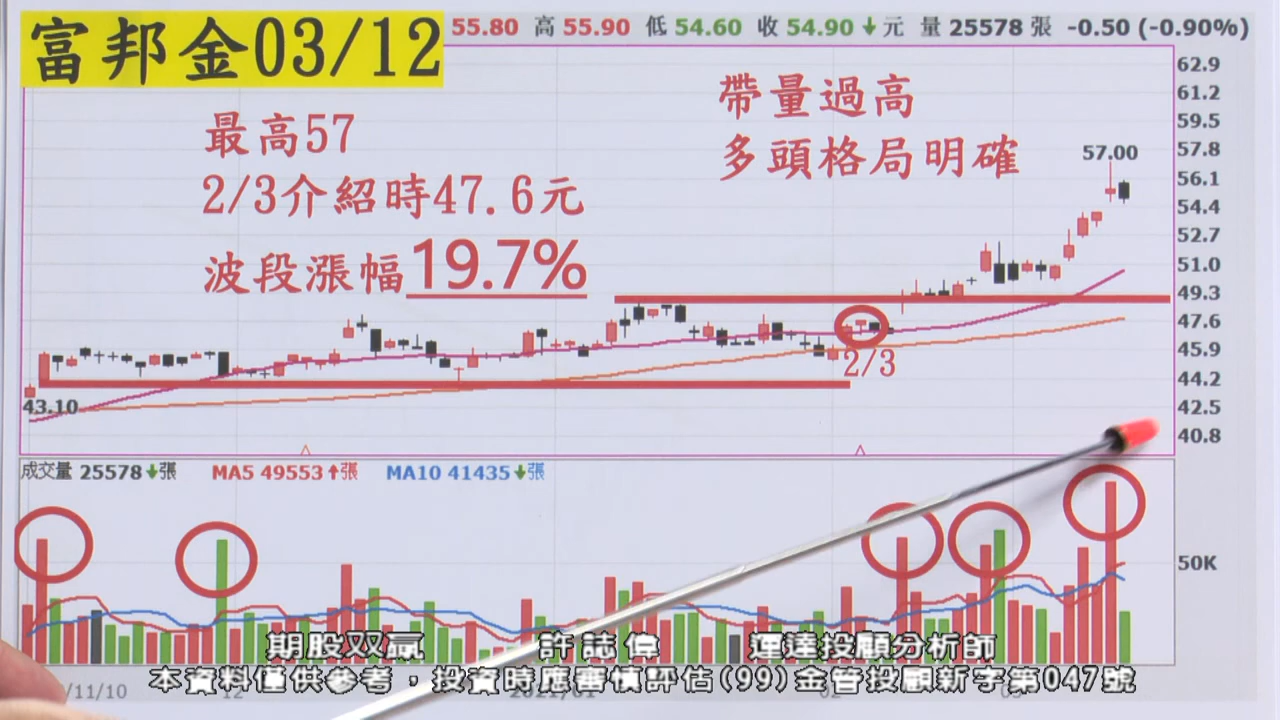 富邦金03/12
55.80 高 55.90 低 54.60 收 54.90↓元 量 25578 張 -0.50 (-0.90%)
最高57
2/3介紹時47.6元
波段漲幅19.7%
帶量過高
多頭格局明確
57.00
2/3
43.10
62.9
61.2
59.5
57.8
56.1
54.4
52.7
51.0
49.3
47.6
45.9
44.2
42.5
40.8
成交量 25578↓張 MA5 49553↑張 MA10 41435↓張
50K
/11/10
12
期股双贏 許誌偉 運達投顧分析師
本資料僅供參考，投資時應審慎評估(99)金管投顧新字第047號